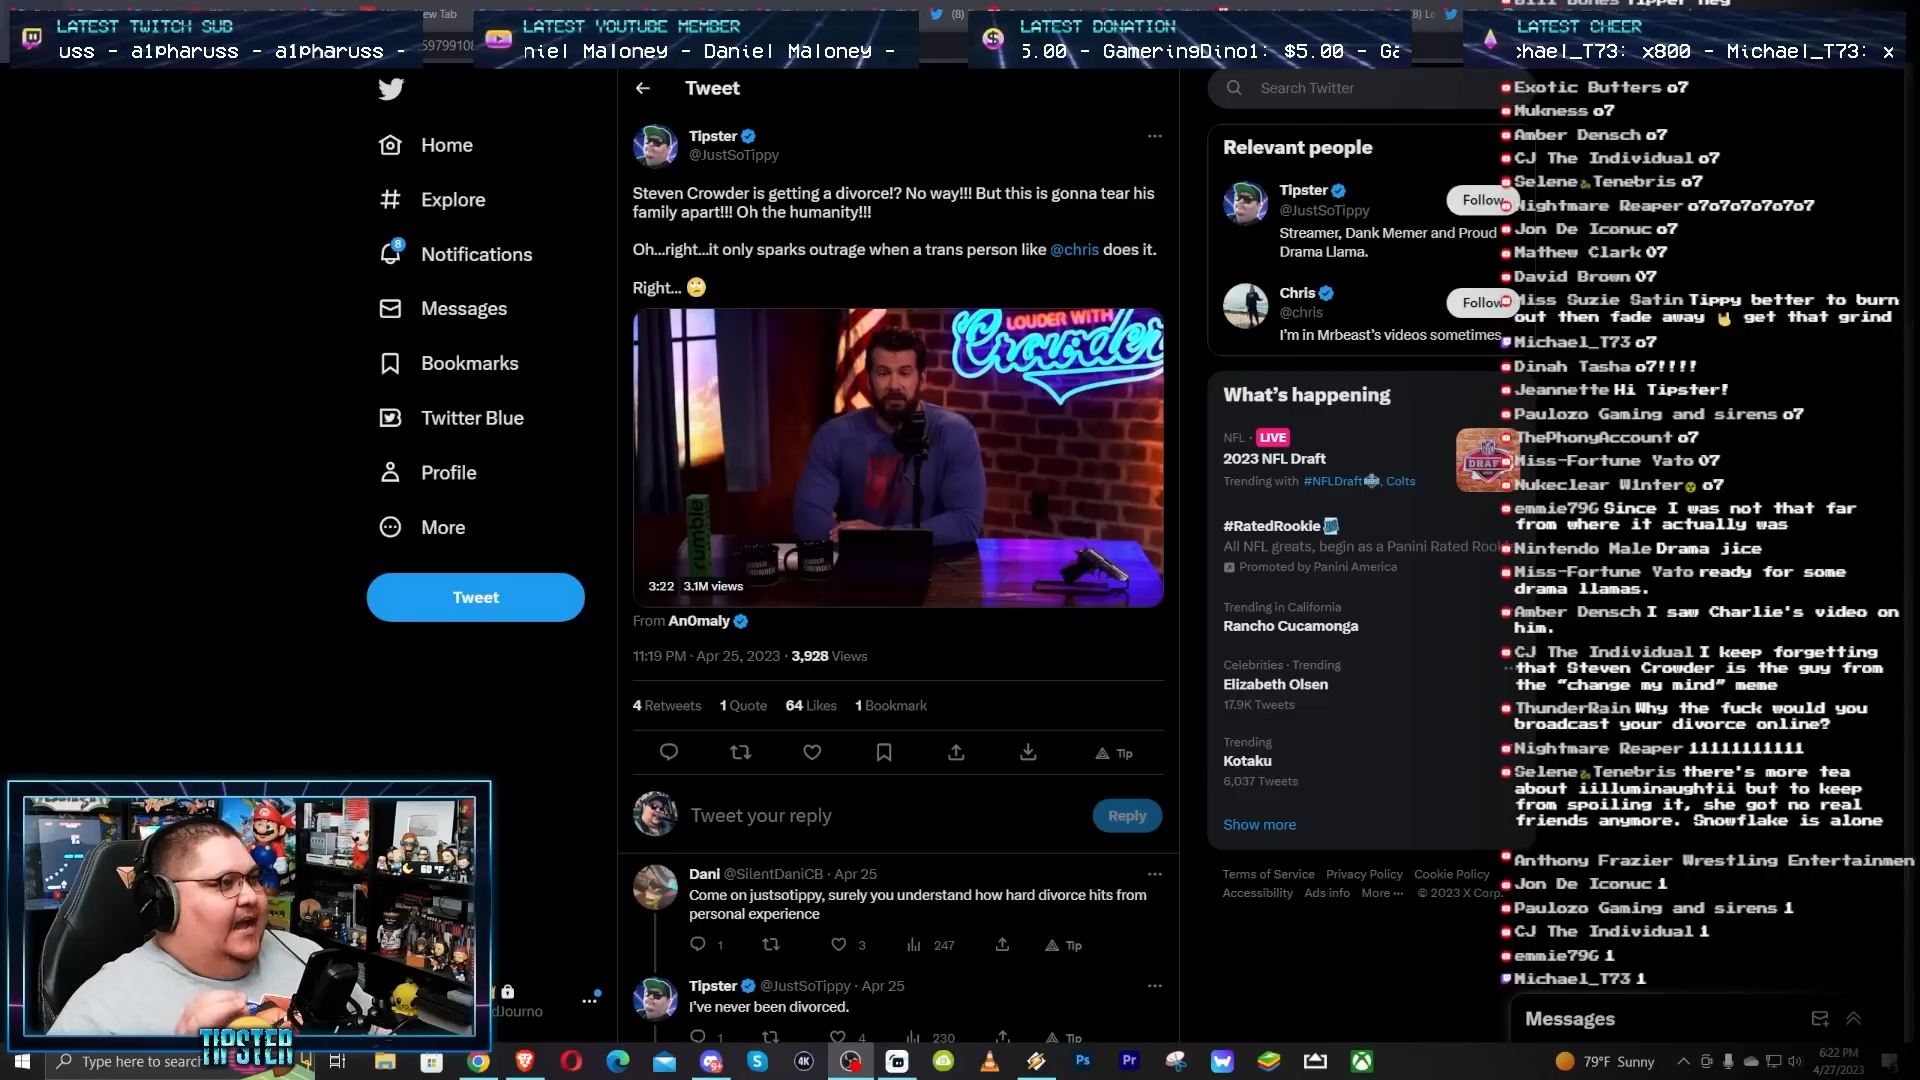 LATEST TWITCH SUB
uss - a1pharuss - a1pharuss -
LATEST YOUTUBE MEMBER
niel Maloney - Daniel Maloney -
LATEST DONATION
5.00 - GameringDino1: $5.00 - Ga
LATEST CHEER
chael_T73: x800 - Michael_T73: x
New Tab
Tweet
Home
Explore
8
Notifications
Messages
Bookmarks
Twitter Blue
Profile
More
Tweet
Tipster
@JustSoTippy
Steven Crowder is getting a divorce!? No way!!! But this is gonna tear his
family apart!!! Oh the humanity!!!
Oh...right...it only sparks outrage when a trans person like @chris does it.
Right... 🙄
LOUDER WITH
Crowder
rumble
3:22 3.1M views
From An0maly
11:19 PM · Apr 25, 2023 · 3,928 Views
4 Retweets 1 Quote 64 Likes 1 Bookmark
Tip
Tweet your reply
Reply
Dani @SilentDaniCB · Apr 25
Come on justsotippy, surely you understand how hard divorce hits from
personal experience
1 3 247 Tip
Tipster @JustSoTippy · Apr 25
I've never been divorced.
1 4 230 Tip
Search Twitter
Relevant people
Tipster
@JustSoTippy
Follow
Streamer, Dank Memer and Proud
Drama Llama.
Chris
@chris
Follow
I'm in Mrbeast's videos sometimes
What's happening
NFL · LIVE
2023 NFL Draft
Trending with #NFLDraft, Colts
#RatedRookie
All NFL greats, begin as a Panini Rated Rook
Promoted by Panini America
Trending in California
Rancho Cucamonga
Celebrities · Trending
Elizabeth Olsen
17.9K Tweets
Trending
Kotaku
6,037 Tweets
Show more
Terms of Service Privacy Policy Cookie Policy
Accessibility Ads info More ··· © 2023 X Corp.
Exotic Butters o7
Mukness o7
Amber Densch o7
CJ The Individual o7
Selene Tenebris o7
Nightmare Reaper o7o7o7o7o7o7
Jon De Iconuc o7
Mathew Clark 07
David Brown 07
Miss Suzie Satin Tippy better to burn
out then fade away 🤘 get that grind
Michael_T73 o7
Dinah Tasha o7!!!!
Jeannette Hi Tipster!
Paulozo Gaming and sirens o7
ThePhonyAccount o7
Miss-Fortune Yato 07
Nukeclear Winter☢ o7
emmie796 Since I was not that far
from where it actually was
Nintendo Male Drama jice
Miss-Fortune Yato ready for some
drama llamas.
Amber Densch I saw Charlie's video on
him.
CJ The Individual I keep forgetting
that Steven Crowder is the guy from
the "change my mind" meme
ThunderRain Why the fuck would you
broadcast your divorce online?
Nightmare Reaper 11111111111
Selene Tenebris there's more tea
about iilluminaughtii but to keep
from spoiling it, she got no real
friends anymore. Snowflake is alone
Anthony Frazier Wrestling Entertainmen
Jon De Iconuc 1
Paulozo Gaming and sirens 1
CJ The Individual 1
emmie796 1
Michael_T73 1
Messages
dJourno
TIPSTER
Type here to search
79°F Sunny
6:22 PM
4/27/2023